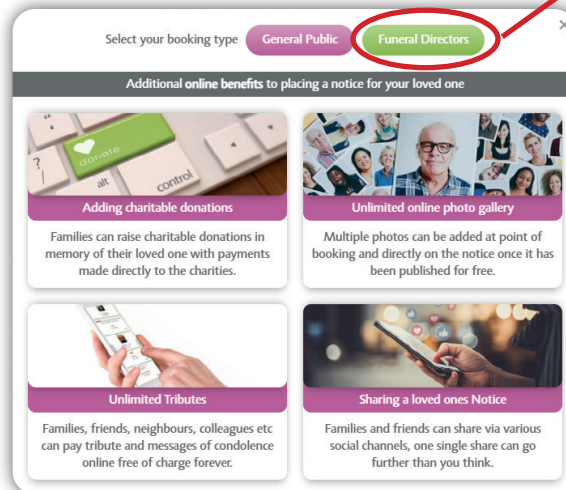 Select your booking type General Public Funeral Directors
Additional online benefits to placing a notice for your loved one
?
donate
alt
control
Adding charitable donations
Unlimited online photo gallery
Families can raise charitable donations in
memory of their loved one with payments
made directly to the charities.
Multiple photos can be added at point of
booking and directly on the notice once it has
been published for free.
Unlimited Tributes
Sharing a loved ones Notice
Families, friends, neighbours, colleagues etc
can pay tribute and messages of condolence
online free of charge forever.
Families and friends can share via various
social channels, one single share can go
further than you think.